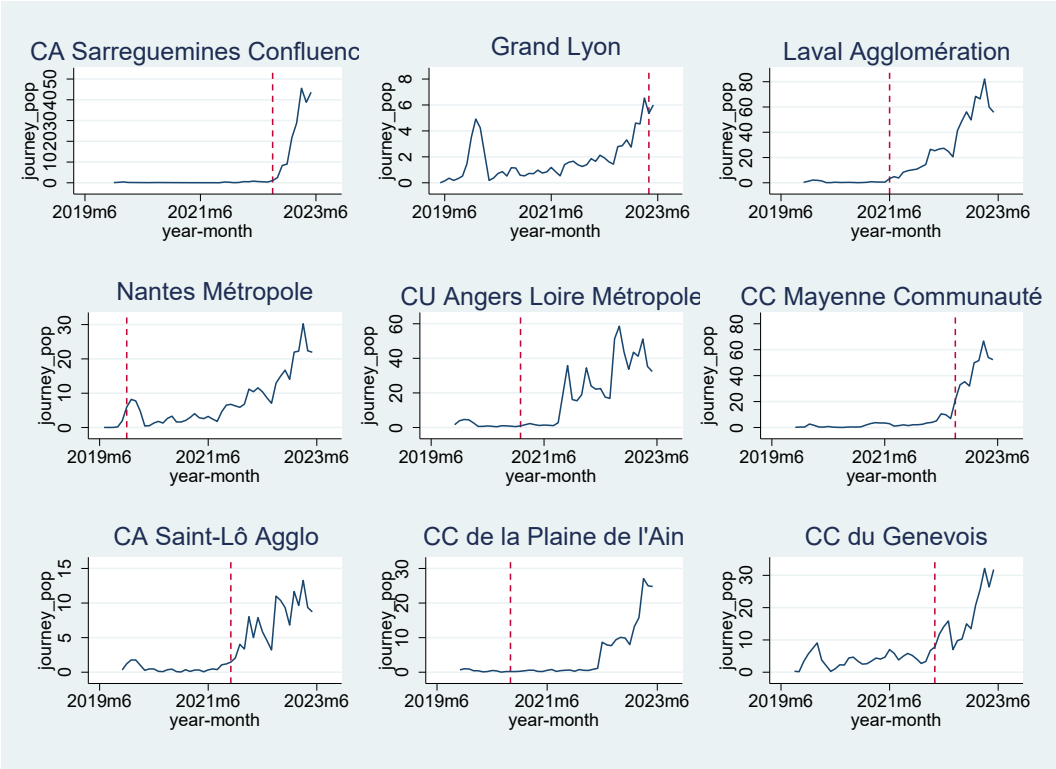 CA Sarreguemines Confluenc
journey_pop
0 10 20 30 40 50
2019m6 2021m6 2023m6
year-month
Grand Lyon
journey_pop
0 2 4 6 8
2019m6 2021m6 2023m6
year-month
Laval Agglomération
journey_pop
0 20 40 60 80
2019m6 2021m6 2023m6
year-month
Nantes Métropole
journey_pop
0 10 20 30
2019m6 2021m6 2023m6
year-month
CU Angers Loire Métropole
journey_pop
0 20 40 60
2019m6 2021m6 2023m6
year-month
CC Mayenne Communauté
journey_pop
0 20 40 60 80
2019m6 2021m6 2023m6
year-month
CA Saint-Lô Agglo
journey_pop
0 5 10 15
2019m6 2021m6 2023m6
year-month
CC de la Plaine de l'Ain
journey_pop
0 10 20 30
2019m6 2021m6 2023m6
year-month
CC du Genevois
journey_pop
0 10 20 30
2019m6 2021m6 2023m6
year-month